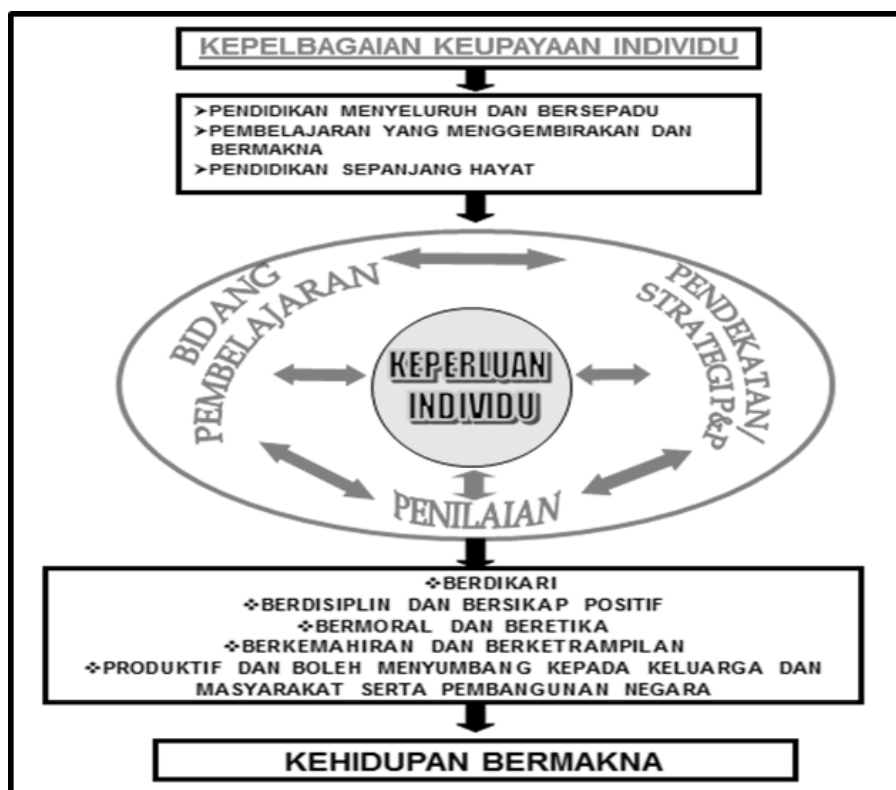 KEPELBAGAIAN KEUPAYAAN INDIVIDU
➢PENDIDIKAN MENYELURUH DAN BERSEPADU
➢PEMBELAJARAN YANG MENGGEMBIRAKAN DAN
BERMAKNA
➢PENDIDIKAN SEPANJANG HAYAT
BIDANG
PEMBELAJARAN
PENDEKATAN/
STRATEGI P&P
KEPERLUAN
INDIVIDU
PENILAIAN
❖BERDIKARI
❖BERDISIPLIN DAN BERSIKAP POSITIF
❖BERMORAL DAN BERETIKA
❖BERKEMAHIRAN DAN BERKETRAMPILAN
❖PRODUKTIF DAN BOLEH MENYUMBANG KEPADA KELUARGA DAN
MASYARAKAT SERTA PEMBANGUNAN NEGARA
KEHIDUPAN BERMAKNA